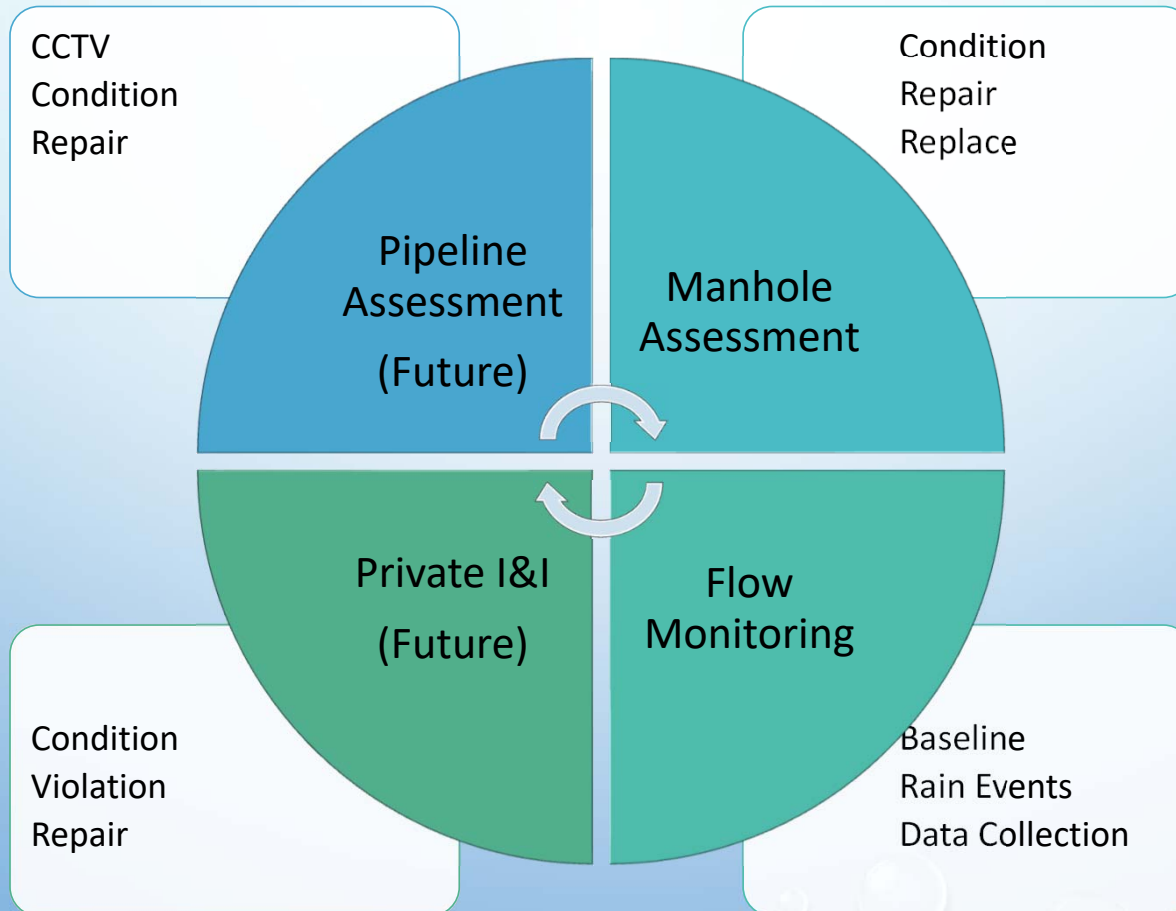 CCTV
Condition
Repair
Condition
Repair
Replace
Pipeline
Assessment
(Future)
Manhole
Assessment
Private I&I
(Future)
Flow
Monitoring
Condition
Violation
Repair
Baseline
Rain Events
Data Collection